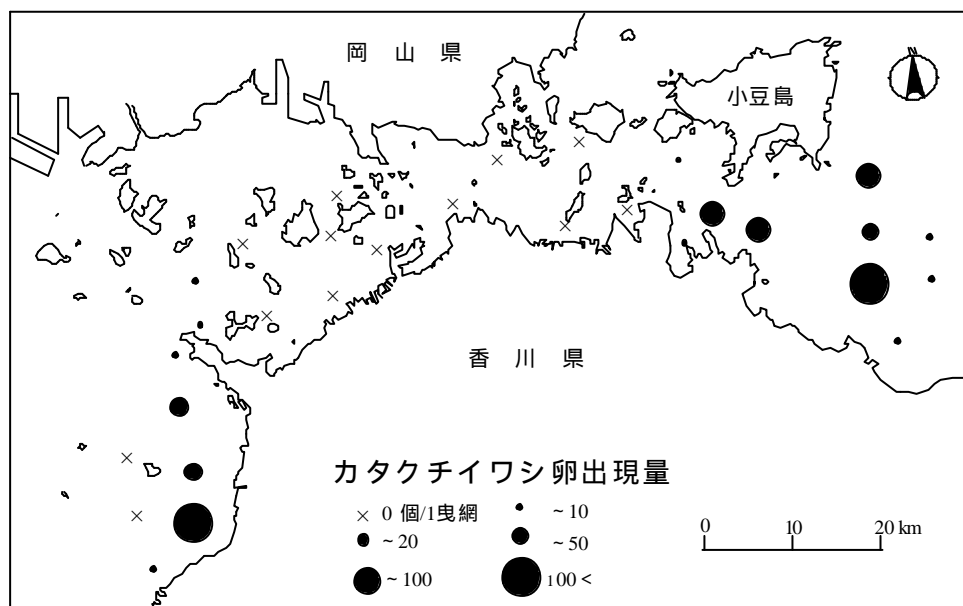 岡 山 県
N
小豆島
香 川 県
カタクチイワシ卵出現量
× 0 個/1曳網
~10
~20
~50
~100
100 <
0 10 20 km